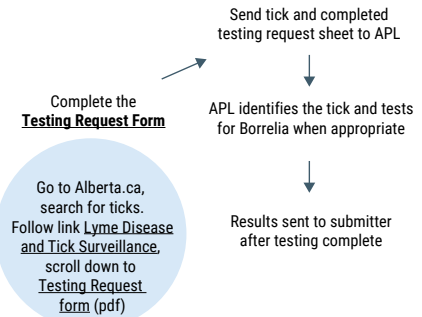 Send tick and completed
testing request sheet to APL
Complete the
Testing Request Form
APL identifies the tick and tests
for Borrelia when appropriate
Go to Alberta.ca,
search for ticks.
Follow link Lyme Disease
and Tick Surveillance,
scroll down to
Testing Request
form (pdf)
Results sent to submitter
after testing complete